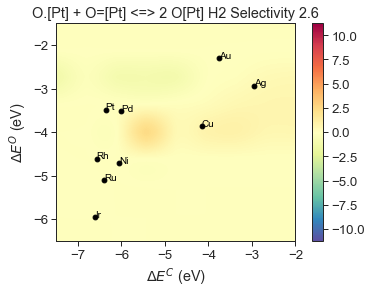 O.[Pt] + O=[Pt] <=> 2 O[Pt] H2 Selectivity 2.6
−2
−3
−4
−5
−6
ΔE^O (eV)
Au
Ag
Pt
Pd
Cu
Rh
Ni
Ru
Ir
−7
−6
−5
−4
−3
−2
ΔE^C (eV)
10.0
7.5
5.0
2.5
0.0
−2.5
−5.0
−7.5
−10.0